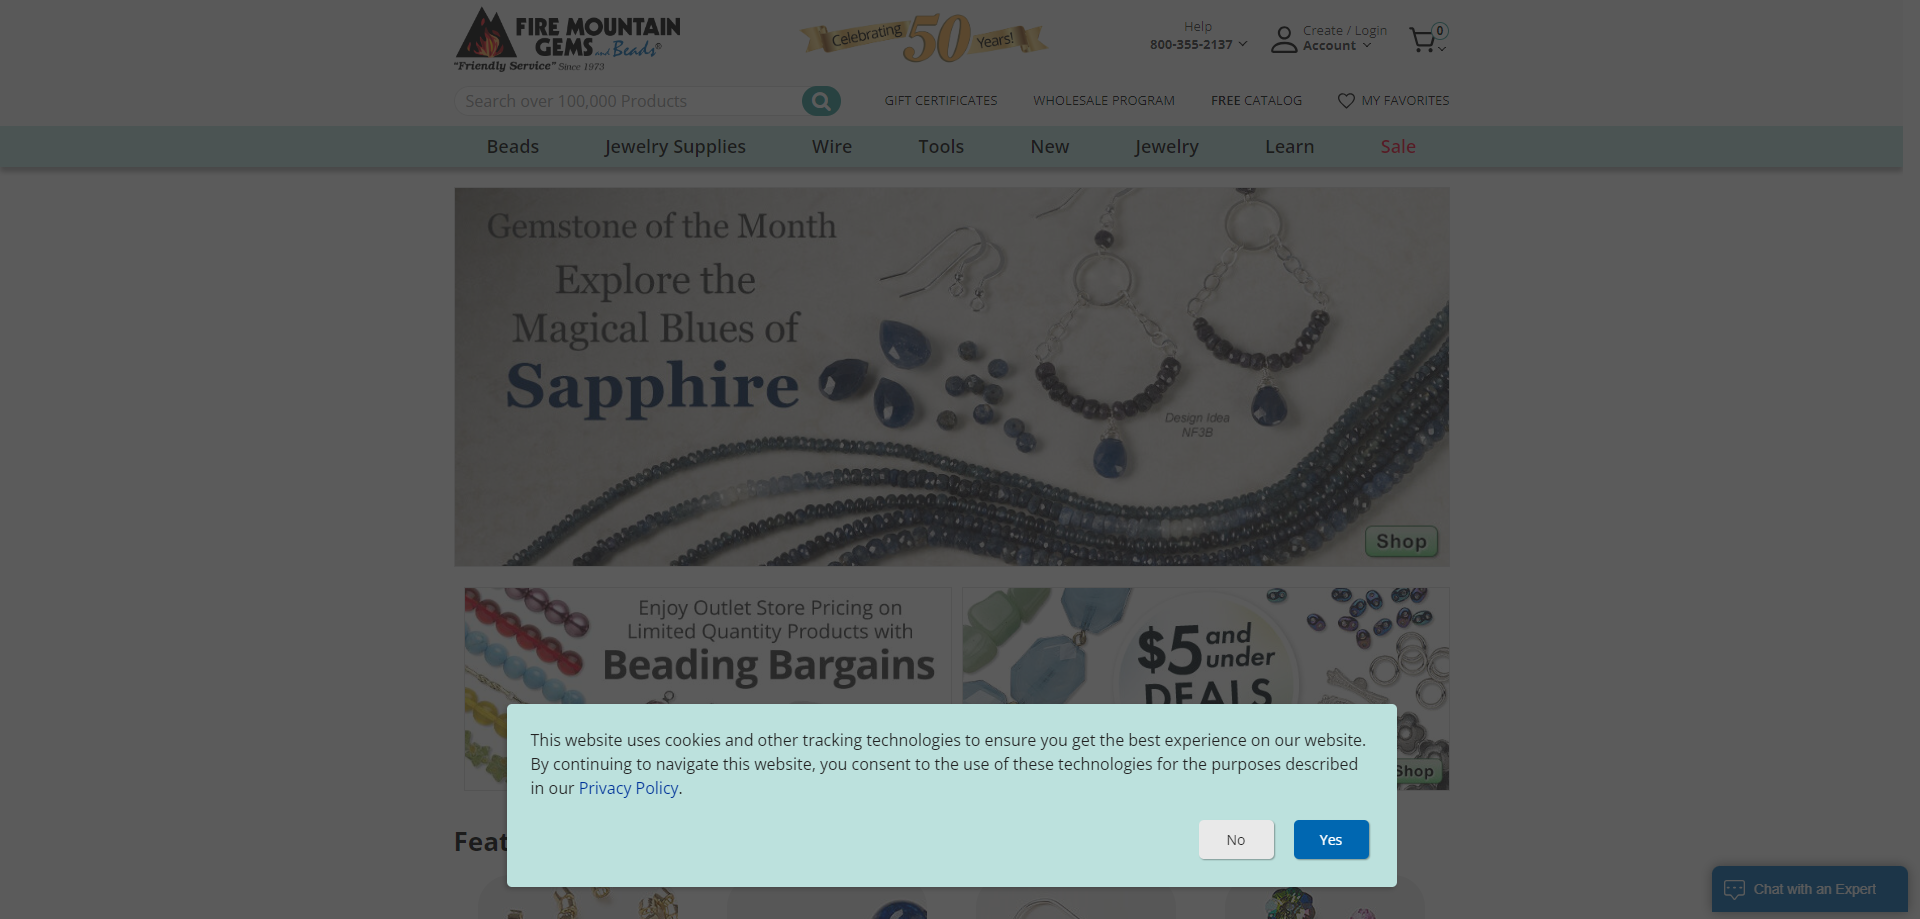 FIRE MOUNTAIN
GEMS and Beads®
"Friendly Service" Since 1973
Celebrating 50 Years!
Help
800-355-2137
Create / Login
Account
0
Search over 100,000 Products
GIFT CERTIFICATES
WHOLESALE PROGRAM
FREE CATALOG
MY FAVORITES
Beads
Jewelry Supplies
Wire
Tools
New
Jewelry
Learn
Sale
Gemstone of the Month
Explore the
Magical Blues of
Sapphire
Design Idea
NF3B
Shop
Enjoy Outlet Store Pricing on
Limited Quantity Products with
Beading Bargains
$5 and
under
DEALS
Shop
This website uses cookies and other tracking technologies to ensure you get the best experience on our website.
By continuing to navigate this website, you consent to the use of these technologies for the purposes described
in our Privacy Policy.
No
Yes
Feat
Chat with an Expert